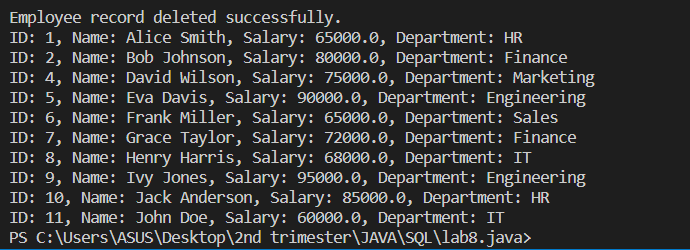 Employee record deleted successfully.
ID: 1, Name: Alice Smith, Salary: 65000.0, Department: HR
ID: 2, Name: Bob Johnson, Salary: 80000.0, Department: Finance
ID: 4, Name: David Wilson, Salary: 75000.0, Department: Marketing
ID: 5, Name: Eva Davis, Salary: 90000.0, Department: Engineering
ID: 6, Name: Frank Miller, Salary: 65000.0, Department: Sales
ID: 7, Name: Grace Taylor, Salary: 72000.0, Department: Finance
ID: 8, Name: Henry Harris, Salary: 68000.0, Department: IT
ID: 9, Name: Ivy Jones, Salary: 95000.0, Department: Engineering
ID: 10, Name: Jack Anderson, Salary: 85000.0, Department: HR
ID: 11, Name: John Doe, Salary: 60000.0, Department: IT
PS C:\Users\ASUS\Desktop\2nd trimester\JAVA\SQL\lab8.java>